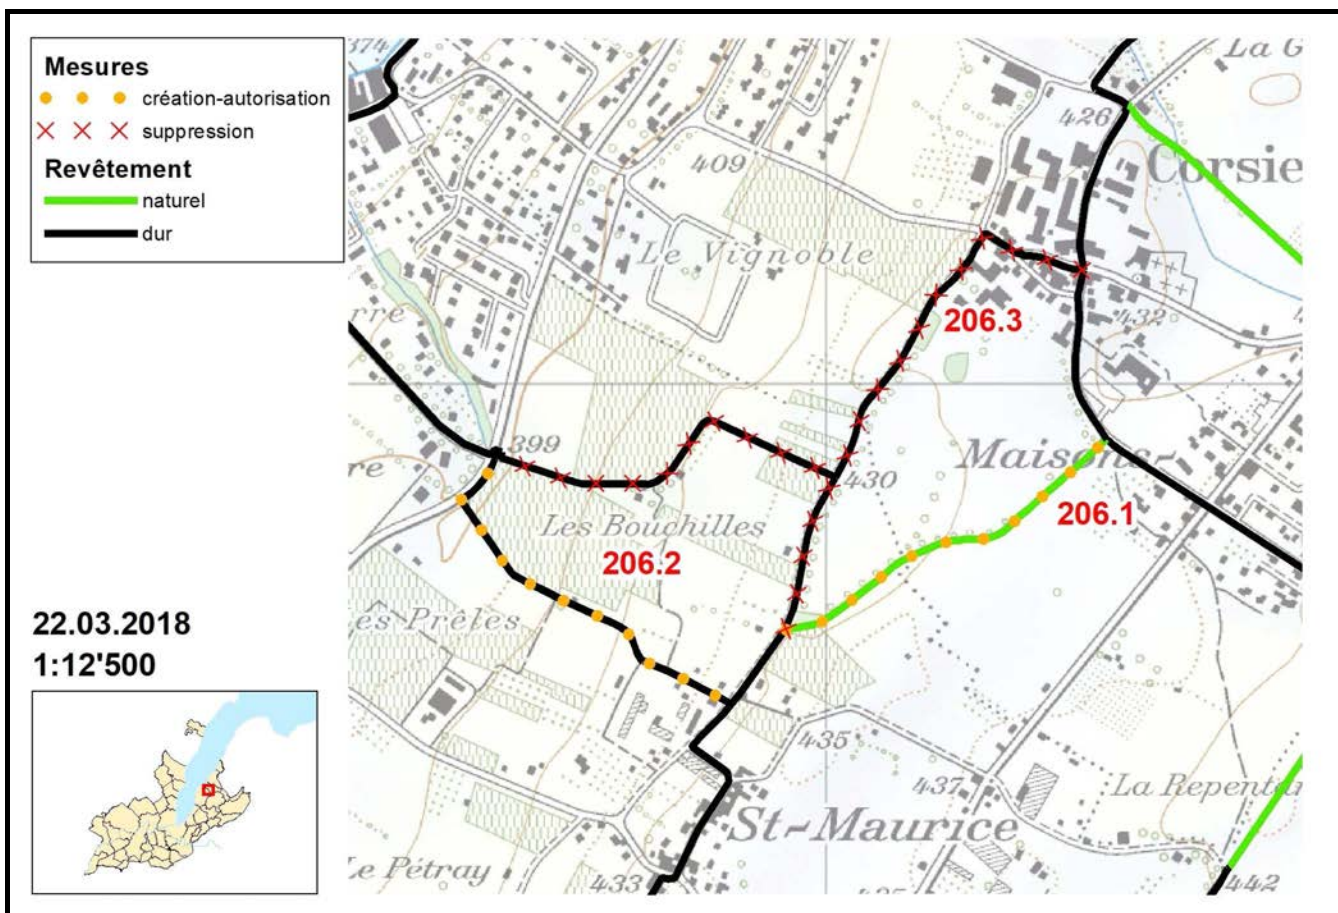 Mesures
création-autorisation
suppression
Revêtement
naturel
dur
22.03.2018
1:12'500
374
La G
426
Corsie
409
Le Vignoble
206.3
432
399
430
Maisons-
206.1
Les Bouchilles
206.2
es Prêles
435
437
La Repentan
St-Maurice
Le Pétray
433
442